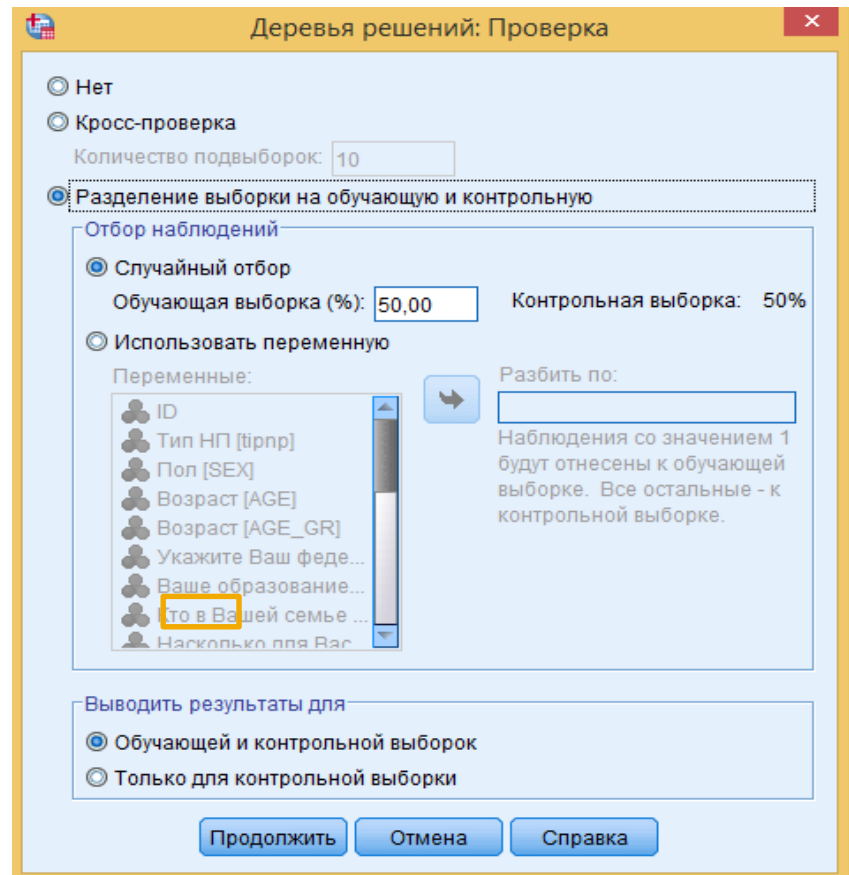 Деревья решений: Проверка
Нет
Кросс-проверка
Количество подвыборок: 10
Разделение выборки на обучающую и контрольную
Отбор наблюдений
Случайный отбор
Обучающая выборка (%): 50,00 Контрольная выборка: 50%
Использовать переменную
Переменные:
ID
Тип НП [tipnp]
Пол [SEX]
Возраст [AGE]
Возраст [AGE_GR]
Укажите Ваш феде...
Ваше образование...
Кто в Вашей семье ...
Насколько для Вас
Разбить по:
Наблюдения со значением 1
будут отнесены к обучающей
выборке. Все остальные - к
контрольной выборке.
Выводить результаты для
Обучающей и контрольной выборок
Только для контрольной выборки
Продолжить Отмена Справка